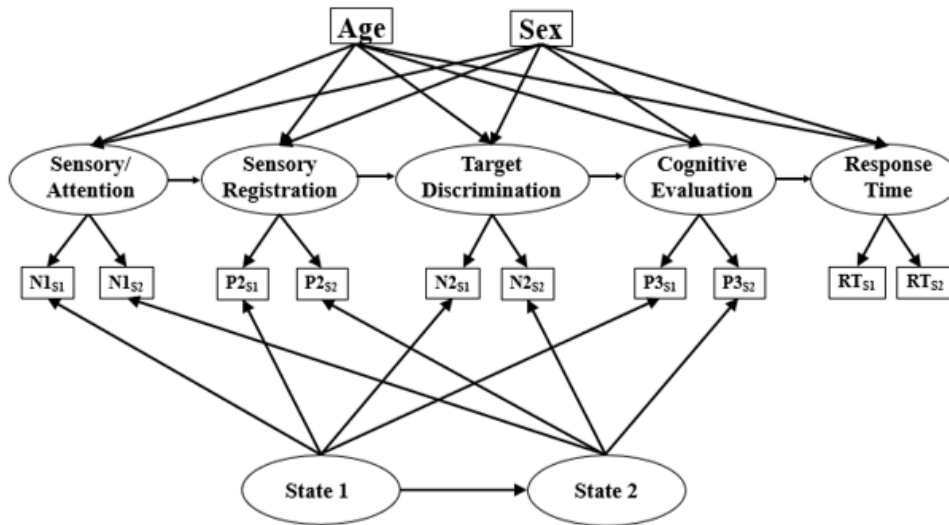 Age
Sex
Sensory/
Attention
Sensory
Registration
Target
Discrimination
Cognitive
Evaluation
Response
Time
N1S1
N1S2
P2S1
P2S2
N2S1
N2S2
P3S1
P3S2
RTS1
RTS2
State 1
State 2